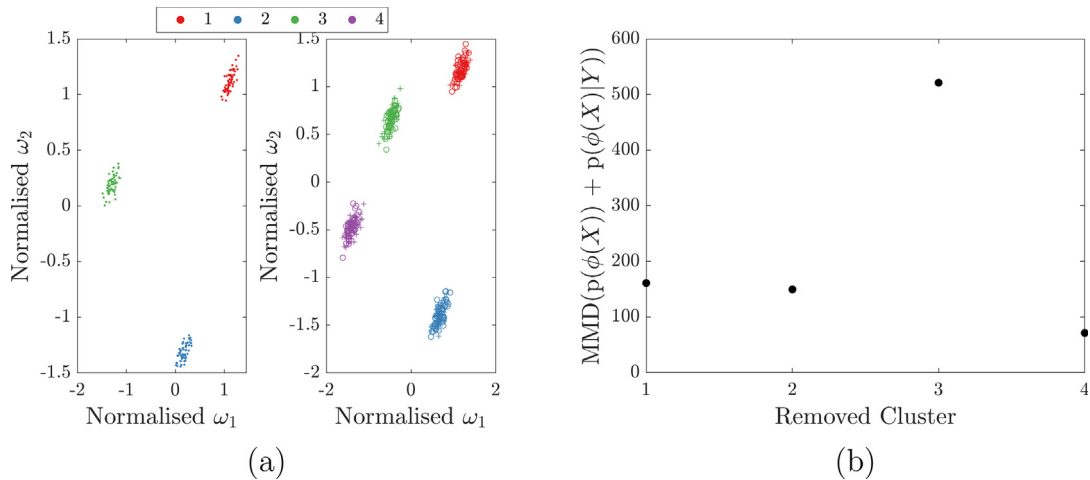 1 2 3 4
1.5
1
0.5
0
-0.5
-1
-1.5
-2 -1 0 1
Normalised ω₂
Normalised ω₁
1.5
1
0.5
0
-0.5
-1
-1.5
-2
-2 0 2
Normalised ω₂
Normalised ω₁
(a)
600
500
400
300
200
100
0
1 2 3 4
MMD(p(ϕ(X)) + p(ϕ(X)|Y))
Removed Cluster
(b)